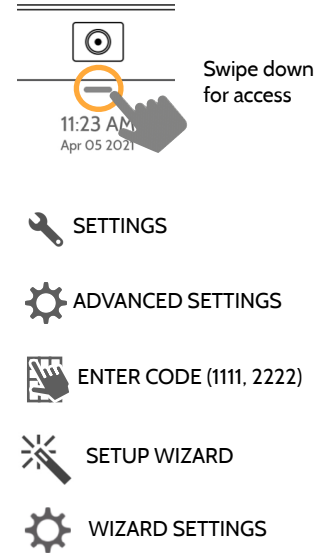 Swipe down
for access
11:23 AM
Apr 05 2021
SETTINGS
ADVANCED SETTINGS
ENTER CODE (1111, 2222)
SETUP WIZARD
WIZARD SETTINGS